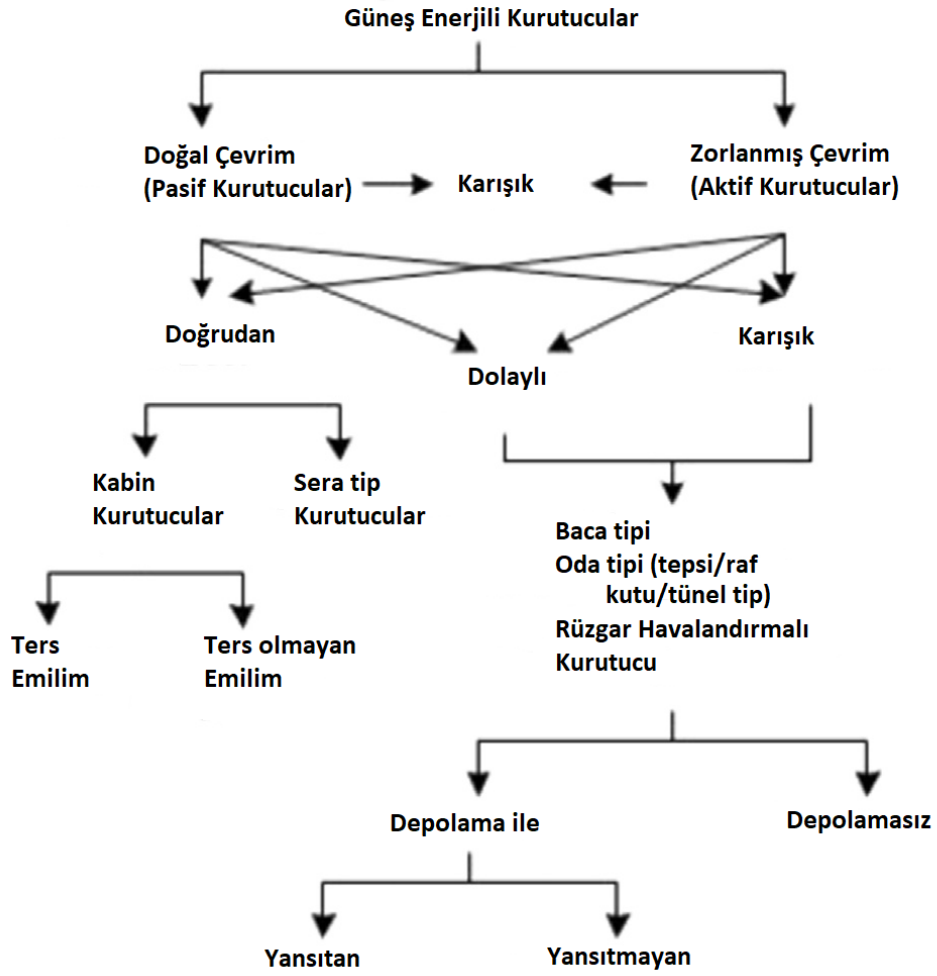 Güneş Enerjili Kurutucular
Doğal Çevrim
(Pasif Kurutucular)
Karışık
Zorlanmış Çevrim
(Aktif Kurutucular)
Doğrudan
Karışık
Dolaylı
Kabin
Kurutucular
Sera tip
Kurutucular
Baca tipi
Oda tipi (tepsi/raf
kutu/tünel tip)
Rüzgar Havalandırmalı
Kurutucu
Ters
Emilim
Ters olmayan
Emilim
Depolama ile
Depolamasız
Yansıtan
Yansıtmayan